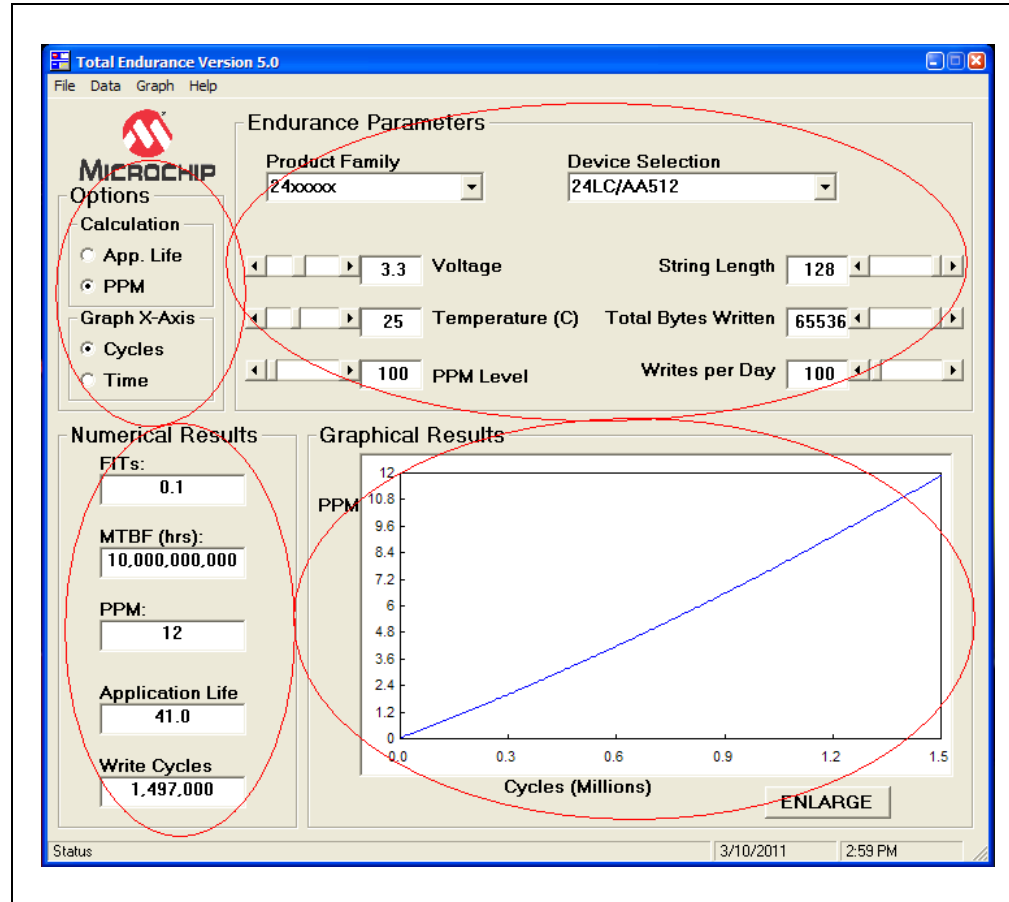 Total Endurance Version 5.0
File Data Graph Help
MICROCHIP
Options
Calculation
App. Life
PPM
Graph X-Axis
Cycles
Time
Endurance Parameters
Product Family
24xxxxx
Device Selection
24LC/AA512
3.3 Voltage
String Length 128
25 Temperature (C)
Total Bytes Written 65536
100 PPM Level
Writes per Day 100
Numerical Results
FITs:
0.1
MTBF (hrs):
10,000,000,000
PPM:
12
Application Life
41.0
Write Cycles
1,497,000
Graphical Results
PPM
12
10.8
9.6
8.4
7.2
6
4.8
3.6
2.4
1.2
0
0.0 0.3 0.6 0.9 1.2 1.5
Cycles (Millions)
ENLARGE
Status 3/10/2011 2:59 PM